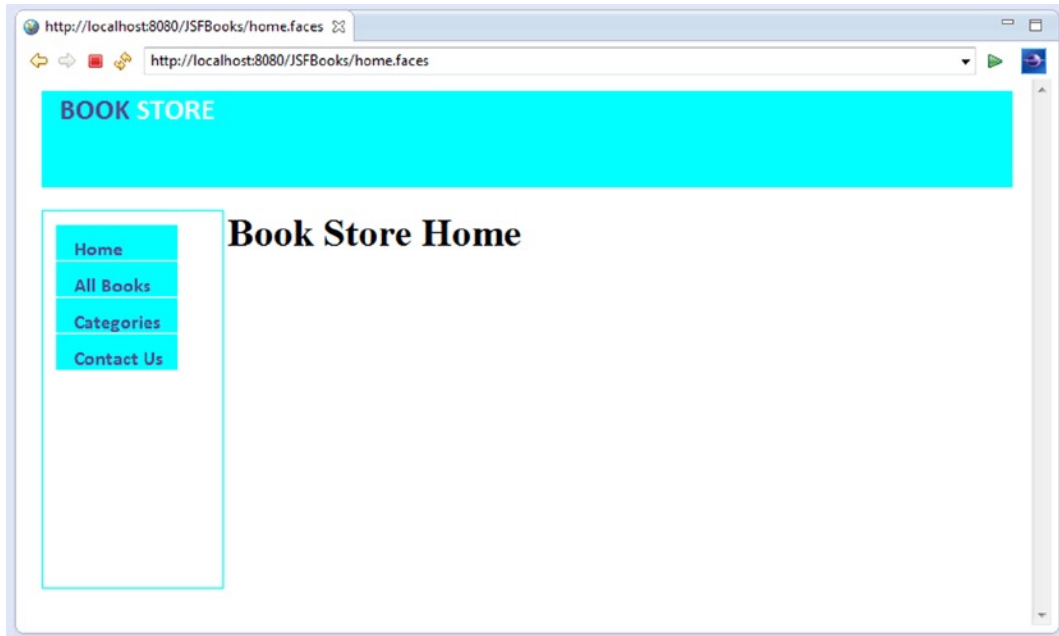 http://localhost:8080/JSFBooks/home.faces
http://localhost:8080/JSFBooks/home.faces
BOOK STORE
Book Store Home
Home
All Books
Categories
Contact Us